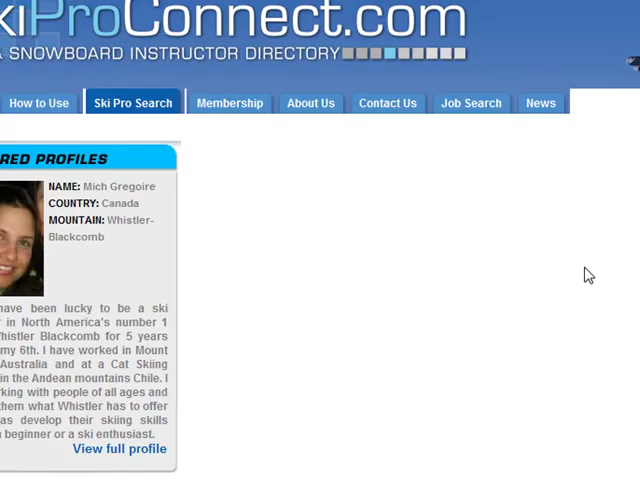 kiProConnect.com
& SNOWBOARD INSTRUCTOR DIRECTORY
How to Use Ski Pro Search Membership About Us Contact Us Job Search News
RED PROFILES
NAME: Mich Gregoire
COUNTRY: Canada
MOUNTAIN: Whistler-
Blackcomb
have been lucky to be a ski
r in North America's number 1
histler Blackcomb for 5 years
my 6th. I have worked in Mount
Australia and at a Cat Skiing
in the Andean mountains Chile. I
rking with people of all ages and
them what Whistler has to offer
as develop their skiing skills
a beginner or a ski enthusiast.
View full profile